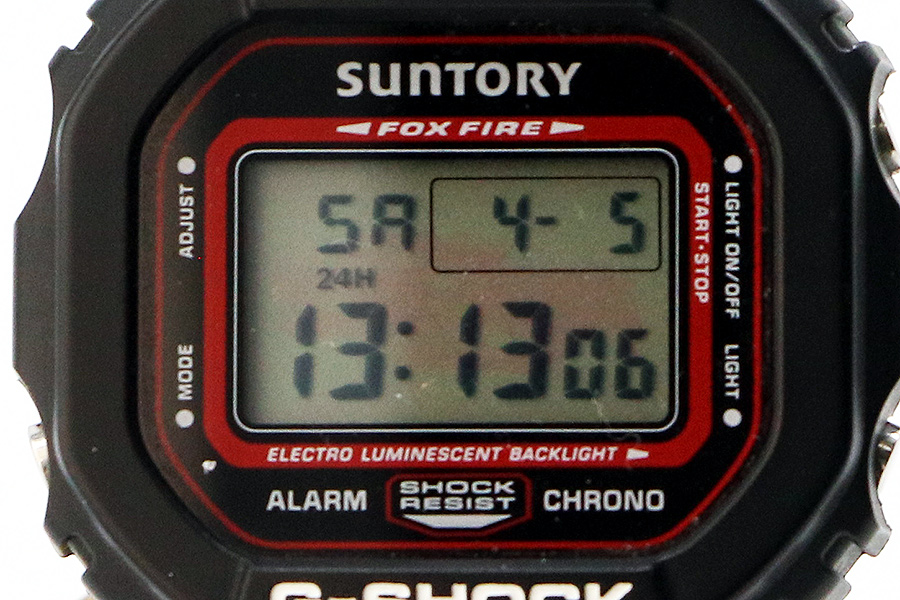 SUNTORY
FOX FIRE
ADJUST
MODE
SA 4- 5
24H
13:13 06
START·STOP
LIGHT ON/OFF
LIGHT
ELECTRO LUMINESCENT BACKLIGHT
ALARM
SHOCK
RESIST
CHRONO
G-SHOCK